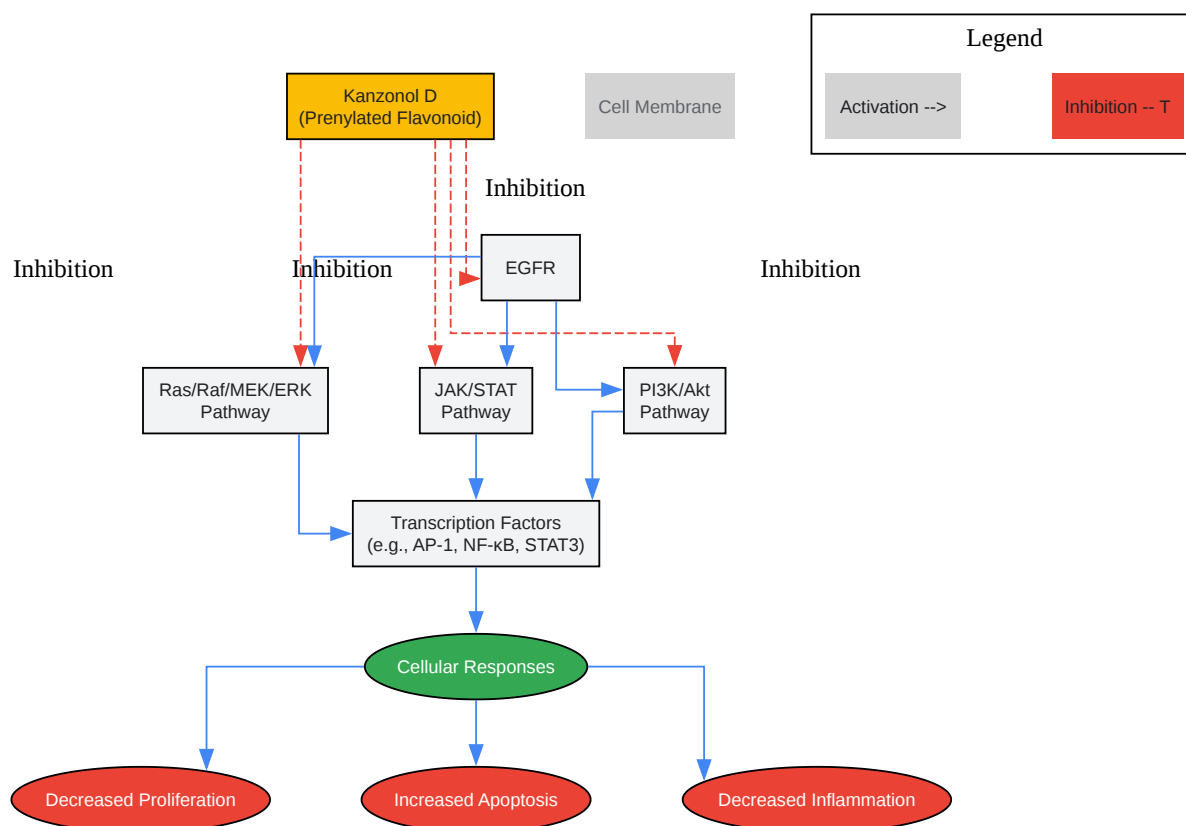 Legend
Kanzonol D
(Prenylated Flavonoid)
Cell Membrane
Activation -->
Inhibition -- T
Inhibition
Inhibition
Inhibition
Inhibition
EGFR
Ras/Raf/MEK/ERK
Pathway
JAK/STAT
Pathway
PI3K/Akt
Pathway
Transcription Factors
(e.g., AP-1, NF-κB, STAT3)
Cellular Responses
Decreased Proliferation
Increased Apoptosis
Decreased Inflammation